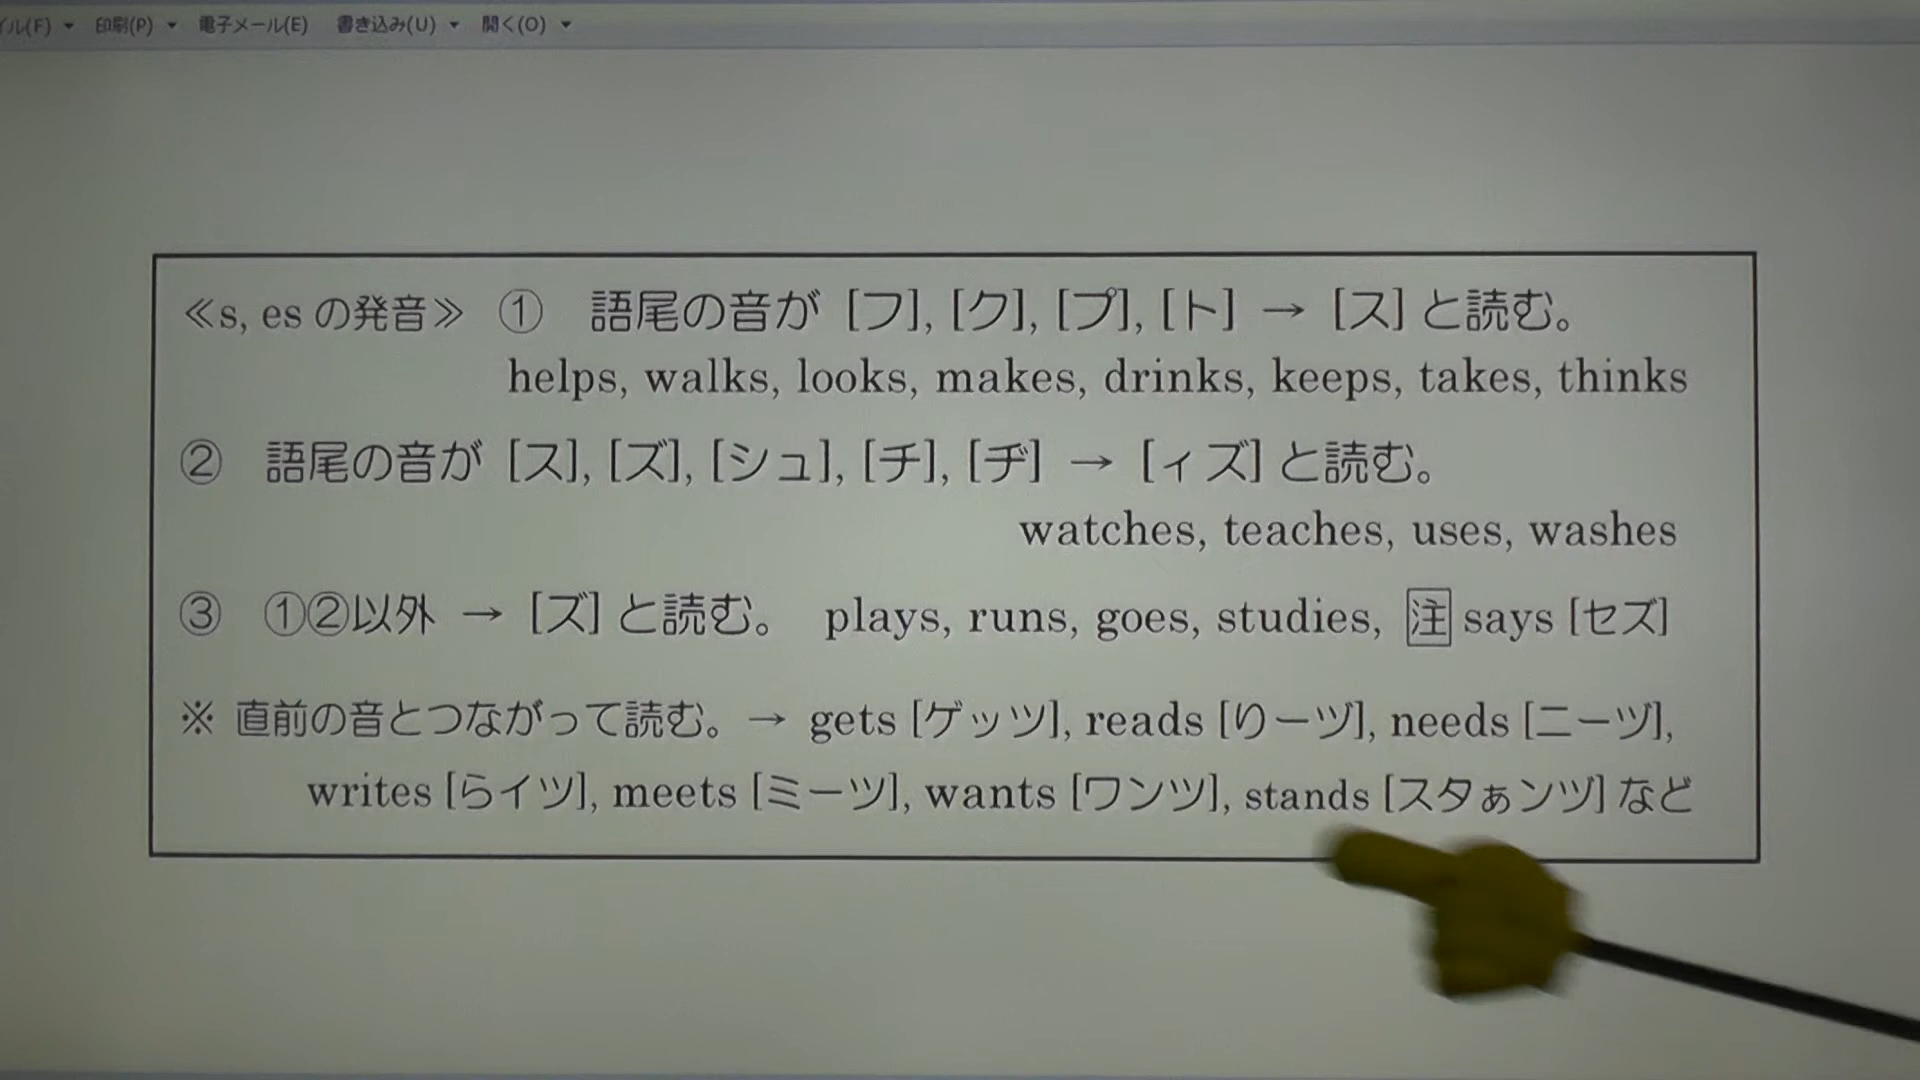 イル(F) 印刷(P) 電子メール(E) 書き込み(U) 開く(O)
≪s, es の発音≫ ① 語尾の音が [フ], [ク], [プ], [ト] → [ス] と読む。
helps, walks, looks, makes, drinks, keeps, takes, thinks
② 語尾の音が [ス], [ズ], [シュ], [チ], [ヂ] → [ィズ] と読む。
watches, teaches, uses, washes
③ ①②以外 → [ズ] と読む。 plays, runs, goes, studies, 注 says [セズ]
※ 直前の音とつながって読む。→ gets [ゲッツ], reads [りーヅ], needs [ニーヅ],
writes [らイツ], meets [ミーツ], wants [ワンツ], stands [スタぁンヅ] など